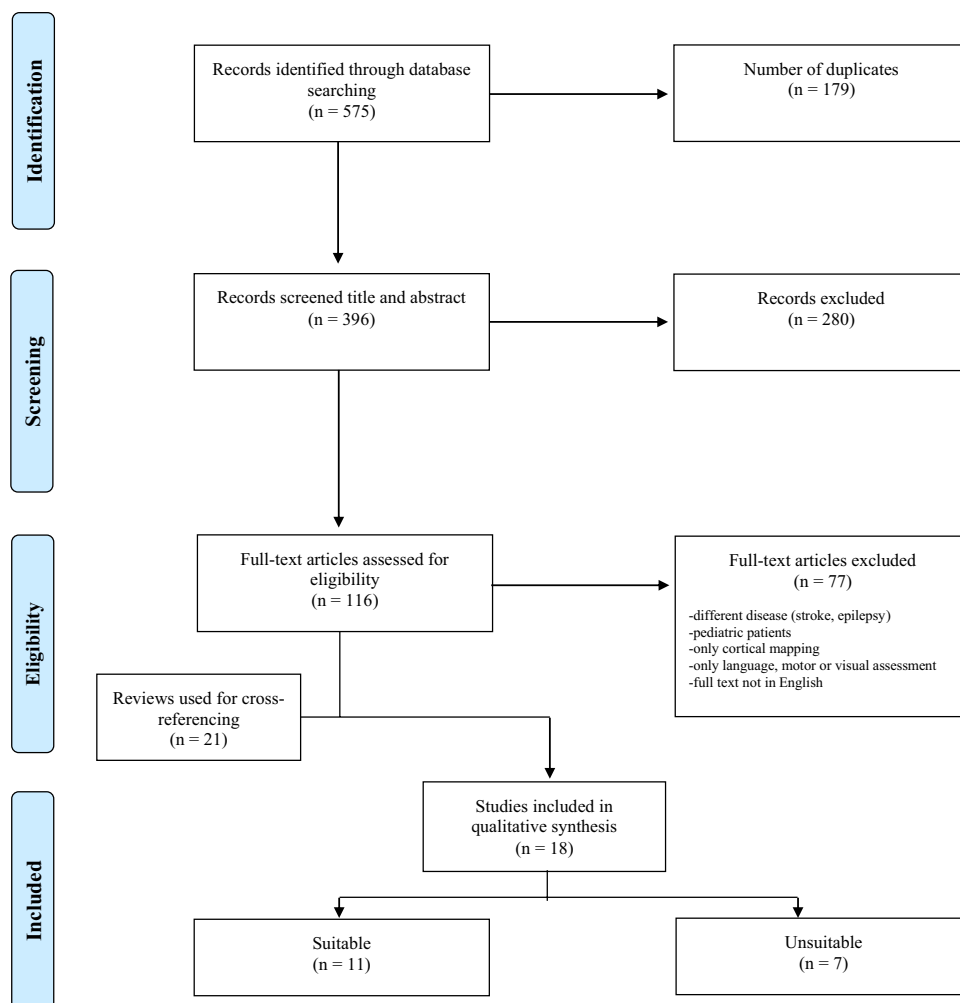 Identification
Records identified through database
searching
(n = 575)
Number of duplicates
(n = 179)
Screening
Records screened title and abstract
(n = 396)
Records excluded
(n = 280)
Eligibility
Full-text articles assessed for
eligibility
(n = 116)
Full-text articles excluded
(n = 77)
-different disease (stroke, epilepsy)
-pediatric patients
-only cortical mapping
-only language, motor or visual assessment
-full text not in English
Reviews used for cross-
referencing
(n = 21)
Included
Studies included in
qualitative synthesis
(n = 18)
Suitable
(n = 11)
Unsuitable
(n = 7)